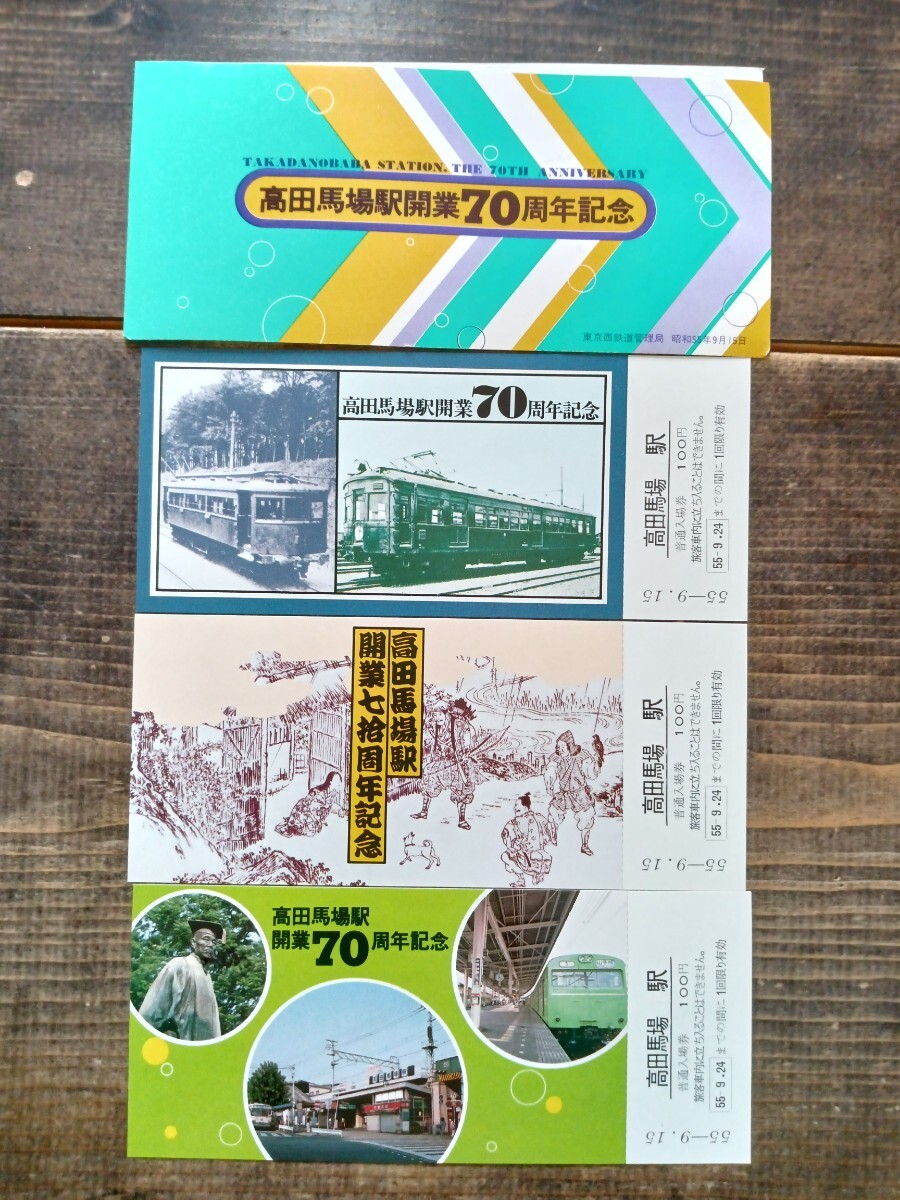 TAKADANOBABA STATION. THE 70TH ANNIVERSARY
高田馬場駅開業70周年記念
東京西鉄道管理局 昭和55年9月15日
高田馬場駅開業70周年記念
高田馬場 駅
普通入場券 100円
旅客車内に立ち入ることはできません。
55-9.24 までの間に1回限り有効
55-9.15
高田馬場駅
開業七拾周年記念
高田馬場 駅
普通入場券 100円
旅客車内に立ち入ることはできません。
55-9.24 までの間に1回限り有効
55-9.15
高田馬場駅
開業70周年記念
高田馬場 駅
普通入場券 100円
旅客車内に立ち入ることはできません。
55-9.24 までの間に1回限り有効
55-9.15